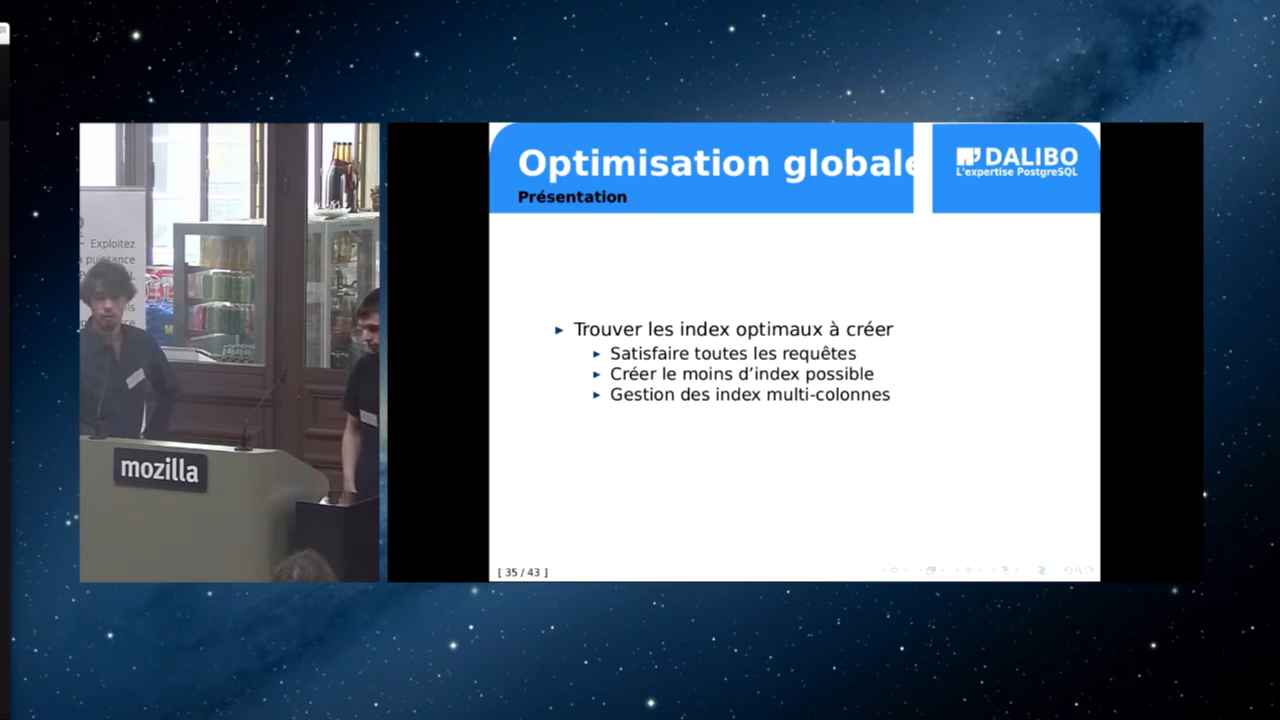 Exploitez
puissance
mozilla
Optimisation globale
Présentation
DALIBO
L'expertise PostgreSQL
Trouver les index optimaux à créer
Satisfaire toutes les requêtes
Créer le moins d'index possible
Gestion des index multi-colonnes
[ 35 / 43 ]